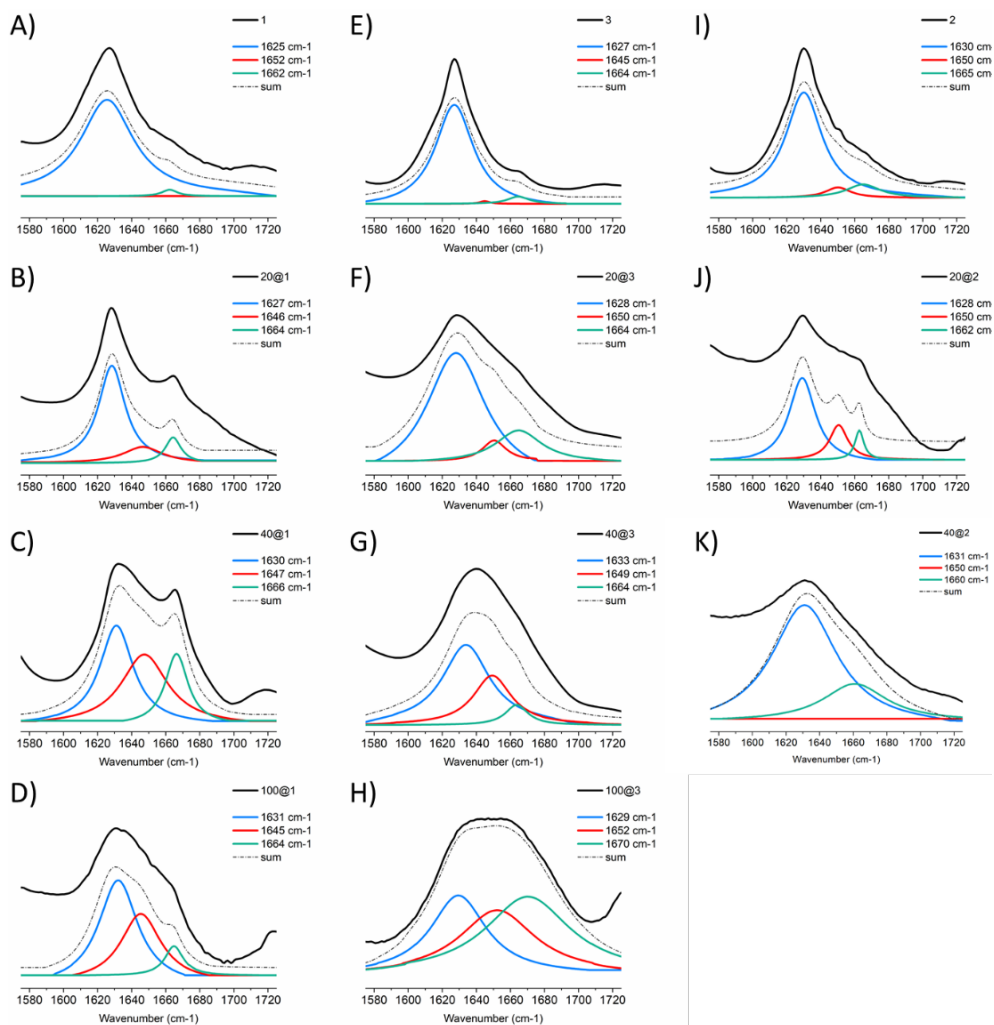 A)
1
1625 cm-1
1652 cm-1
1662 cm-1
sum
1580 1600 1620 1640 1660 1680 1700 1720
Wavenumber (cm-1)
E)
3
1627 cm-1
1645 cm-1
1664 cm-1
sum
1580 1600 1620 1640 1660 1680 1700 1720
Wavenumber (cm-1)
I)
2
1630 cm
1650 cm
1665 cm
sum
1580 1600 1620 1640 1660 1680 1700 1720
Wavenumber (cm-1)
B)
20@1
1627 cm-1
1646 cm-1
1664 cm-1
sum
1580 1600 1620 1640 1660 1680 1700 1720
Wavenumber (cm-1)
F)
20@3
1628 cm-1
1650 cm-1
1664 cm-1
sum
1580 1600 1620 1640 1660 1680 1700 1720
Wavenumber (cm-1)
J)
20@2
1628 cm
1650 cm
1662 cm
sum
1580 1600 1620 1640 1660 1680 1700 1720
Wavenumber (cm-1)
C)
40@1
1630 cm-1
1647 cm-1
1666 cm-1
sum
1580 1600 1620 1640 1660 1680 1700 1720
Wavenumber (cm-1)
G)
40@3
1633 cm-1
1649 cm-1
1664 cm-1
sum
1580 1600 1620 1640 1660 1680 1700 1720
Wavenumber (cm-1)
K)
40@2
1631 cm-1
1650 cm-1
1660 cm-1
sum
1580 1600 1620 1640 1660 1680 1700 1720
Wavenumber (cm-1)
D)
100@1
1631 cm-1
1645 cm-1
1664 cm-1
sum
1580 1600 1620 1640 1660 1680 1700 1720
Wavenumber (cm-1)
H)
100@3
1629 cm-1
1652 cm-1
1670 cm-1
sum
1580 1600 1620 1640 1660 1680 1700 1720
Wavenumber (cm-1)